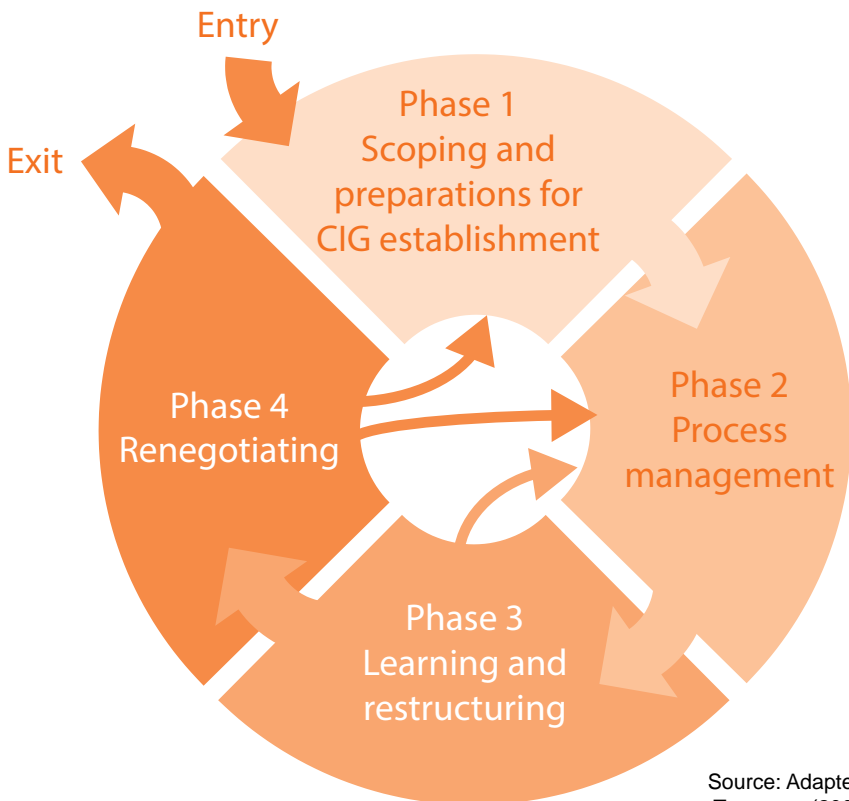 Entry
Exit
Phase 1
Scoping and
preparations for
CIG establishment
Phase 2
Process
management
Phase 3
Learning and
restructuring
Phase 4
Renegotiating
Source: